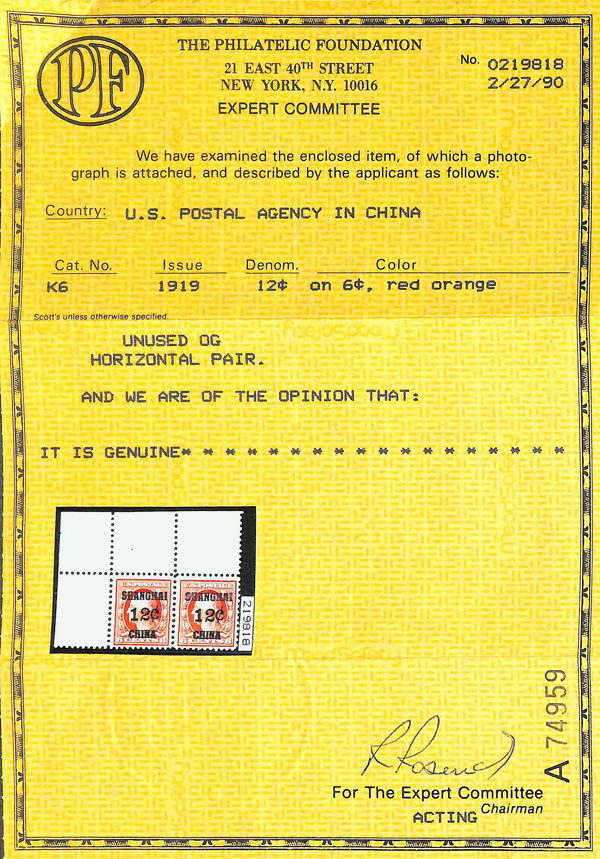 PF
THE PHILATELIC FOUNDATION
21 EAST 40TH STREET
NEW YORK, N.Y. 10016
EXPERT COMMITTEE
No. 0219818
2/27/90
We have examined the enclosed item, of which a photo-
graph is attached, and described by the applicant as follows:
Country: U.S. POSTAL AGENCY IN CHINA
Cat. No. Issue Denom. Color
K6 1919 12¢ on 6¢, red orange
Scott's unless otherwise specified.
UNUSED OG
HORIZONTAL PAIR.
AND WE ARE OF THE OPINION THAT:
IT IS GENUINE* * * * * * * * * * * * * *
SHANGHAI SHANGHAI
12¢ 12¢
CHINA CHINA
219818
A 74959
For The Expert Committee
Chairman
ACTING